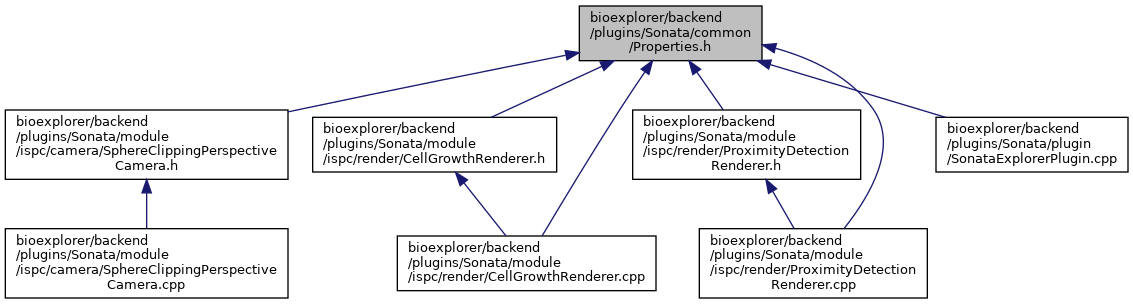 bioexplorer/backend
/plugins/Sonata/common
/Properties.h
bioexplorer/backend
/plugins/Sonata/module
/ispc/camera/SphereClippingPerspective
Camera.h
bioexplorer/backend
/plugins/Sonata/module
/ispc/render/CellGrowthRenderer.h
bioexplorer/backend
/plugins/Sonata/module
/ispc/render/ProximityDetection
Renderer.h
bioexplorer/backend
/plugins/Sonata/plugin
/SonataExplorerPlugin.cpp
bioexplorer/backend
/plugins/Sonata/module
/ispc/camera/SphereClippingPerspective
Camera.cpp
bioexplorer/backend
/plugins/Sonata/module
/ispc/render/CellGrowthRenderer.cpp
bioexplorer/backend
/plugins/Sonata/module
/ispc/render/ProximityDetection
Renderer.cpp